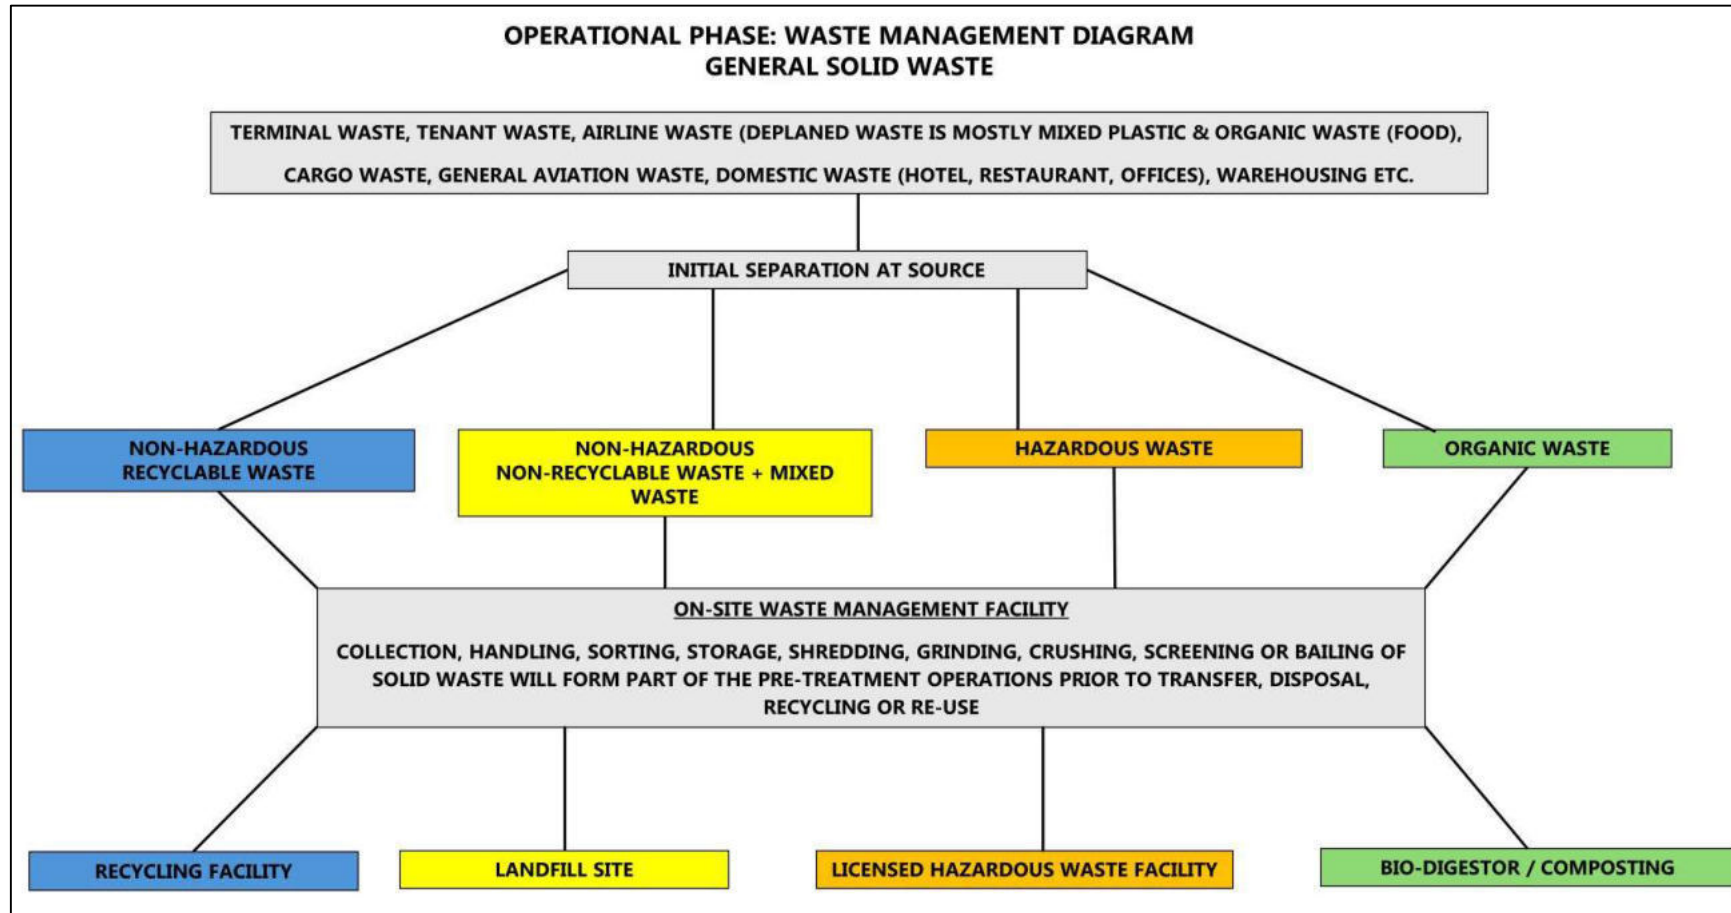 OPERATIONAL PHASE: WASTE MANAGEMENT DIAGRAM
GENERAL SOLID WASTE
TERMINAL WASTE, TENANT WASTE, AIRLINE WASTE (DEPLANED WASTE IS MOSTLY MIXED PLASTIC & ORGANIC WASTE (FOOD),
CARGO WASTE, GENERAL AVIATION WASTE, DOMESTIC WASTE (HOTEL, RESTAURANT, OFFICES), WAREHOUSING ETC.
INITIAL SEPARATION AT SOURCE
NON-HAZARDOUS
RECYCLABLE WASTE
NON-HAZARDOUS
NON-RECYCLABLE WASTE + MIXED
WASTE
HAZARDOUS WASTE
ORGANIC WASTE
ON-SITE WASTE MANAGEMENT FACILITY
COLLECTION, HANDLING, SORTING, STORAGE, SHREDDING, GRINDING, CRUSHING, SCREENING OR BAILING OF
SOLID WASTE WILL FORM PART OF THE PRE-TREATMENT OPERATIONS PRIOR TO TRANSFER, DISPOSAL,
RECYCLING OR RE-USE
RECYCLING FACILITY
LANDFILL SITE
LICENSED HAZARDOUS WASTE FACILITY
BIO-DIGESTOR / COMPOSTING